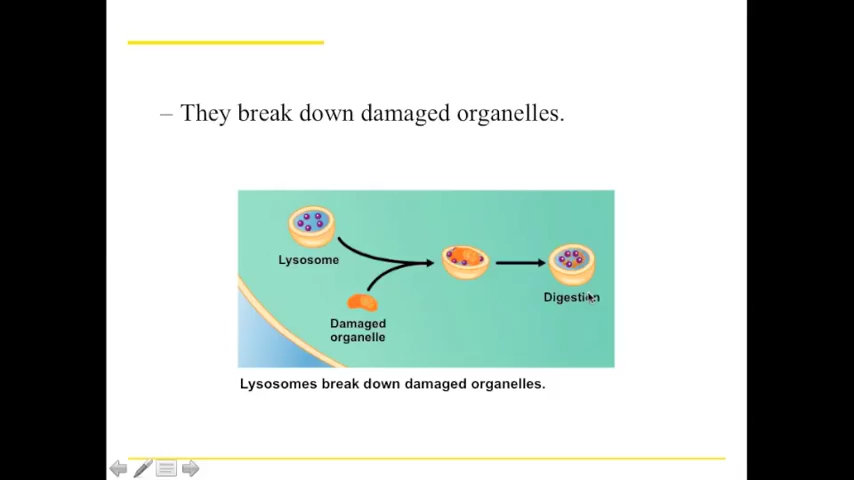 – They break down damaged organelles.
Lysosome
Damaged
organelle
Digestion
Lysosomes break down damaged organelles.